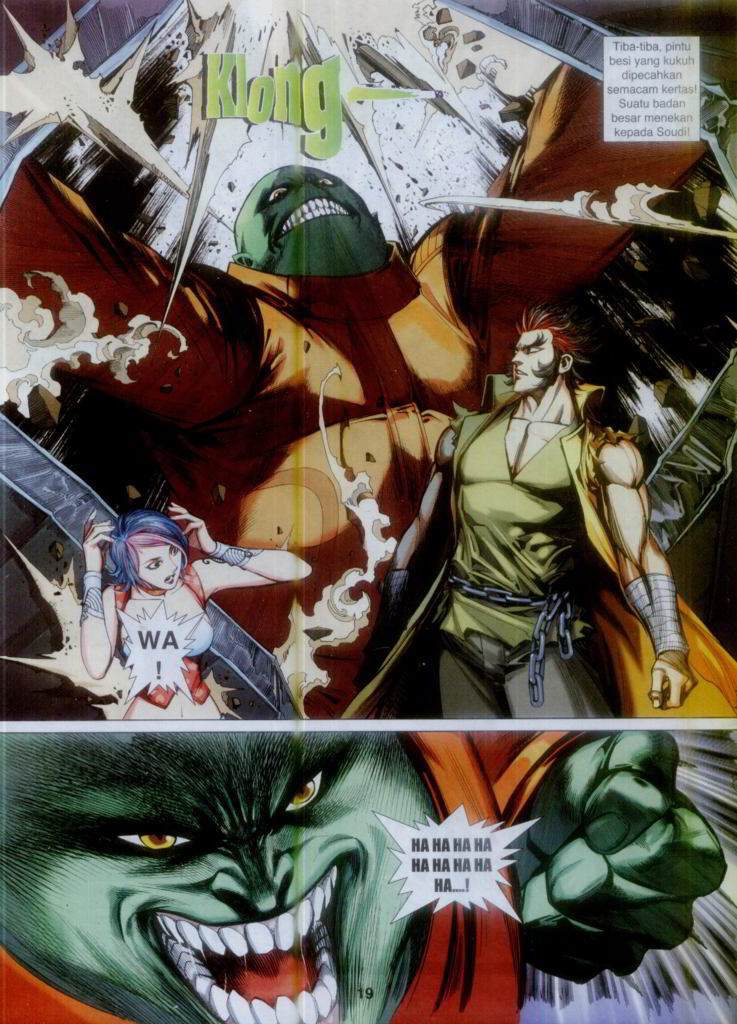 Klong
Tiba-tiba, pintu
besi yang kukuh
dipecahkan
semacam kertas!
Suatu badan
besar menekan
kepada Soudi!
WA
!
HA HA HA HA
HA HA HA HA
HA....!
19